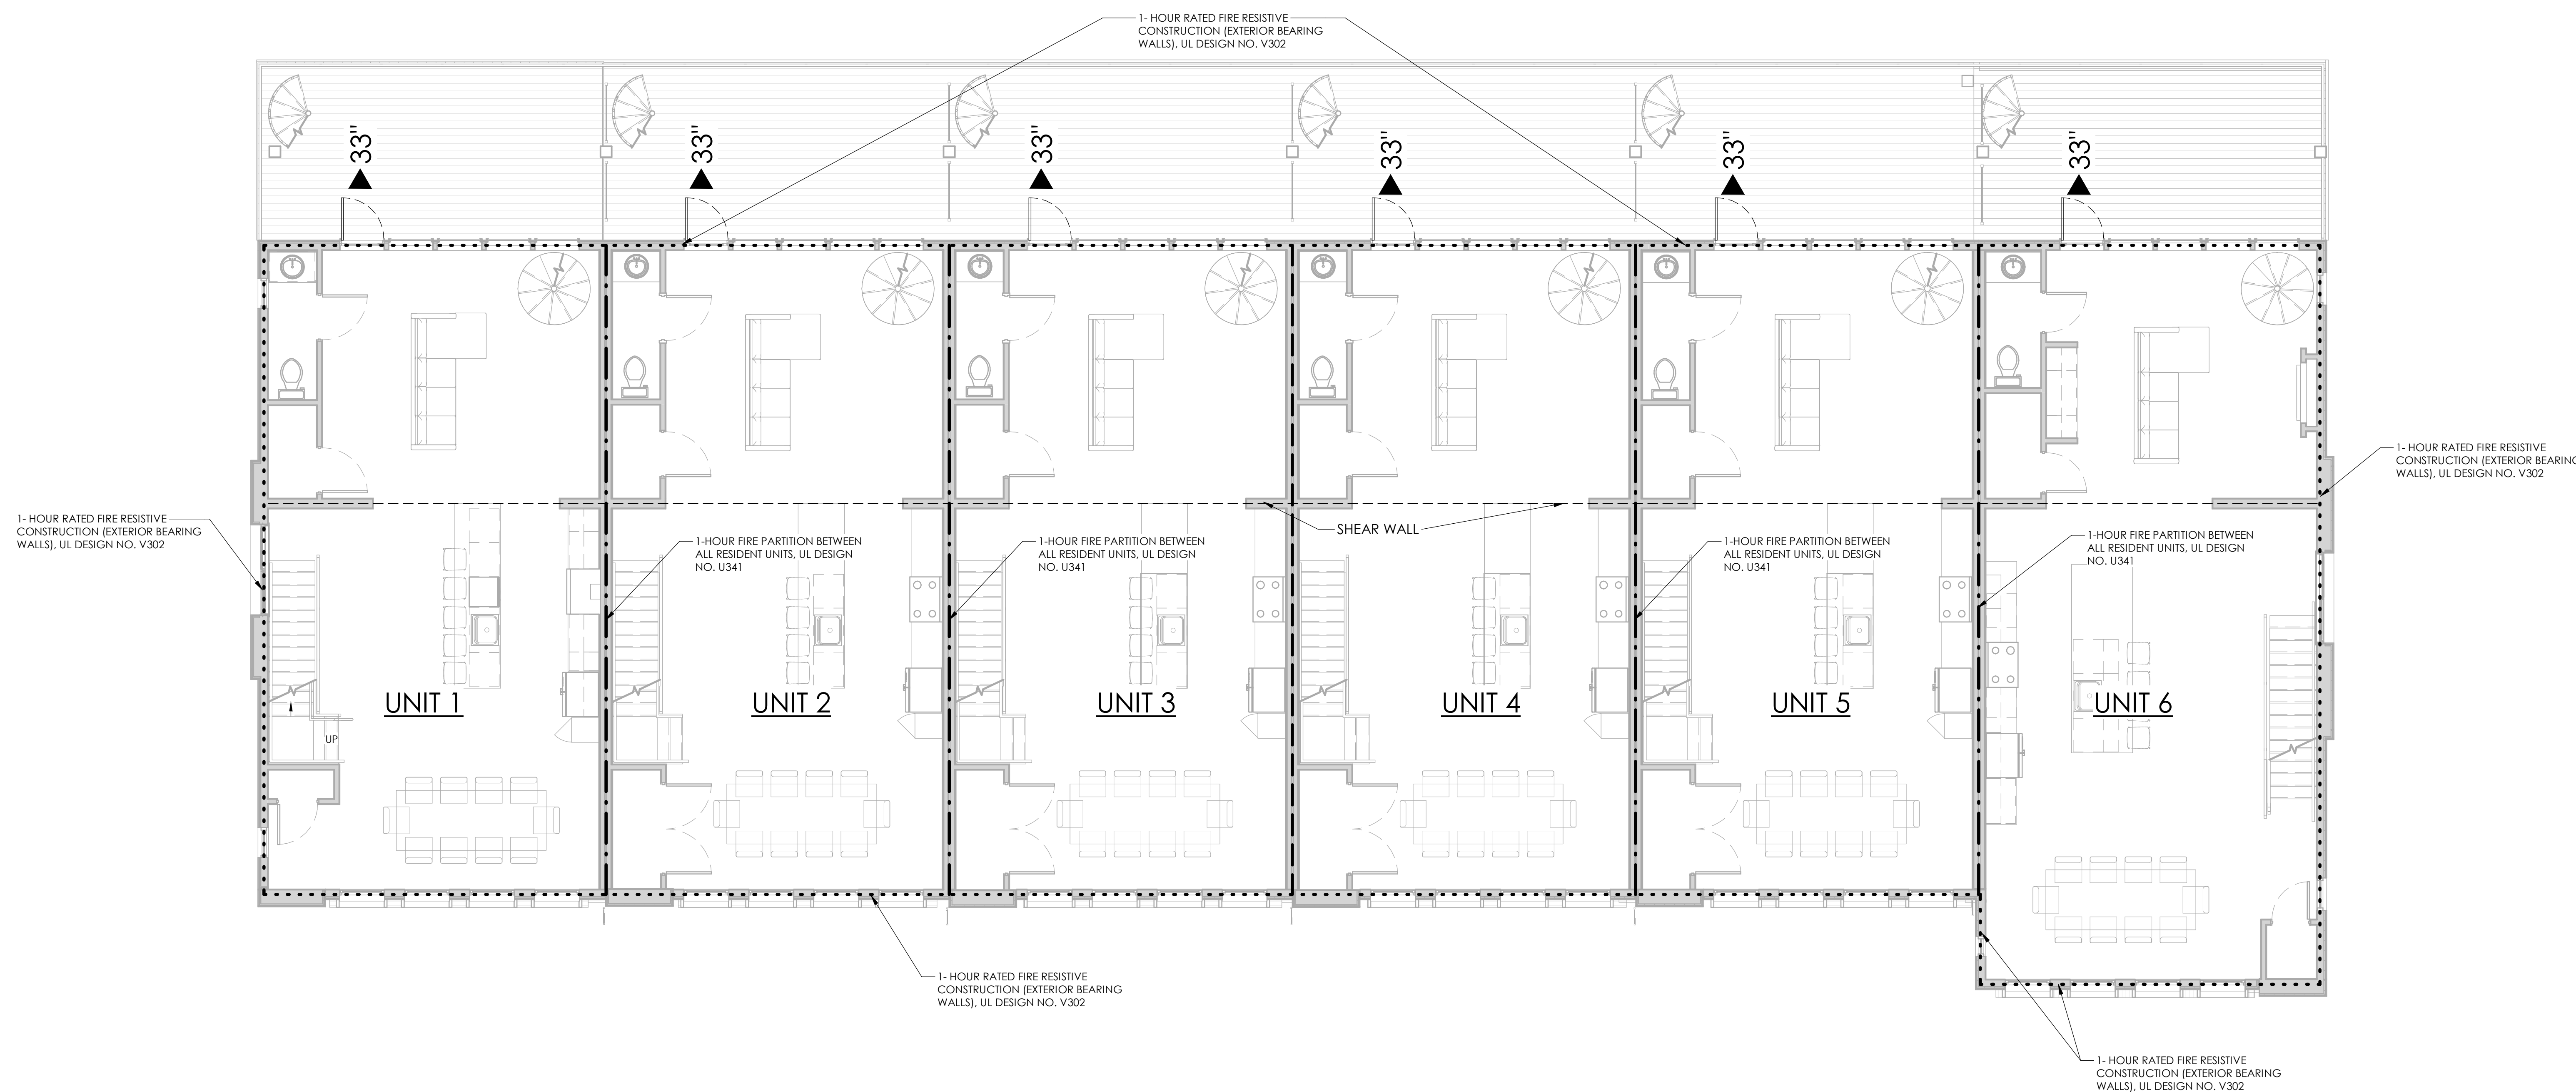 1- HOUR RATED FIRE RESISTIVE
CONSTRUCTION (EXTERIOR BEARING
WALLS), UL DESIGN NO. V302
33"
33"
33"
33"
33"
33"
1- HOUR RATED FIRE RESISTIVE
CONSTRUCTION (EXTERIOR BEARING
WALLS), UL DESIGN NO. V302
1- HOUR RATED FIRE RESISTIVE
CONSTRUCTION (EXTERIOR BEARING
WALLS), UL DESIGN NO. V302
SHEAR WALL
1-HOUR FIRE PARTITION BETWEEN
ALL RESIDENT UNITS, UL DESIGN
NO. U341
1-HOUR FIRE PARTITION BETWEEN
ALL RESIDENT UNITS, UL DESIGN
NO. U341
1-HOUR FIRE PARTITION BETWEEN
ALL RESIDENT UNITS, UL DESIGN
NO. U341
1-HOUR FIRE PARTITION BETWEEN
ALL RESIDENT UNITS, UL DESIGN
NO. U341
UNIT 1
UNIT 2
UNIT 3
UNIT 4
UNIT 5
UNIT 6
UP
1- HOUR RATED FIRE RESISTIVE
CONSTRUCTION (EXTERIOR BEARING
WALLS), UL DESIGN NO. V302
1- HOUR RATED FIRE RESISTIVE
CONSTRUCTION (EXTERIOR BEARING
WALLS), UL DESIGN NO. V302